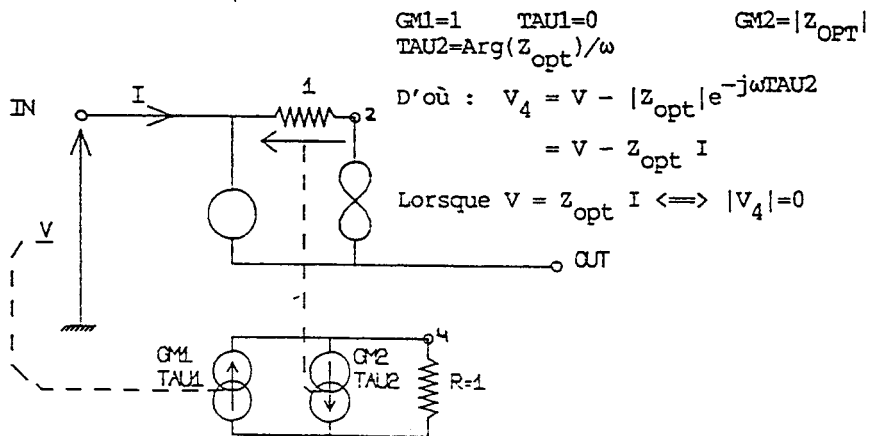 GM1=1 TAU1=0 GM2=|Z_OPT|
TAU2=Arg(Z_opt)/ω
D'où : V_4 = V - |Z_opt|e^-jωTAU2
= V - Z_opt I
Lorsque V = Z_opt I <=> |V_4|=0
IN
I
1
2
V
OUT
4
GM1
TAU1
GM2
TAU2
R=1